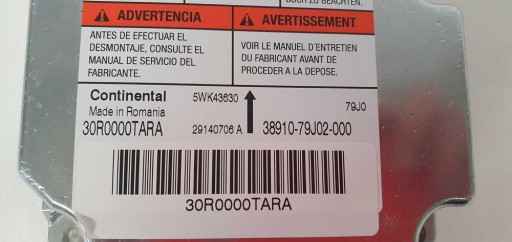 DOCH ZU BEACHTEN.
ADVERTENCIA
ANTES DE EFECTUAR EL
DESMONTAJE, CONSULTE EL
MANUAL DE SERVICIO DEL
FABRICANTE.
AVERTISSEMENT
VOIR LE MANUEL D'ENTRETIEN
DU FABRICANT AVANT DE
PROCEDER A LA DEPOSE.
Continental 5WK43630 79J0
Made in Romania
30R0000TARA 29140706 A 38910-79J02-000
30R0000TARA